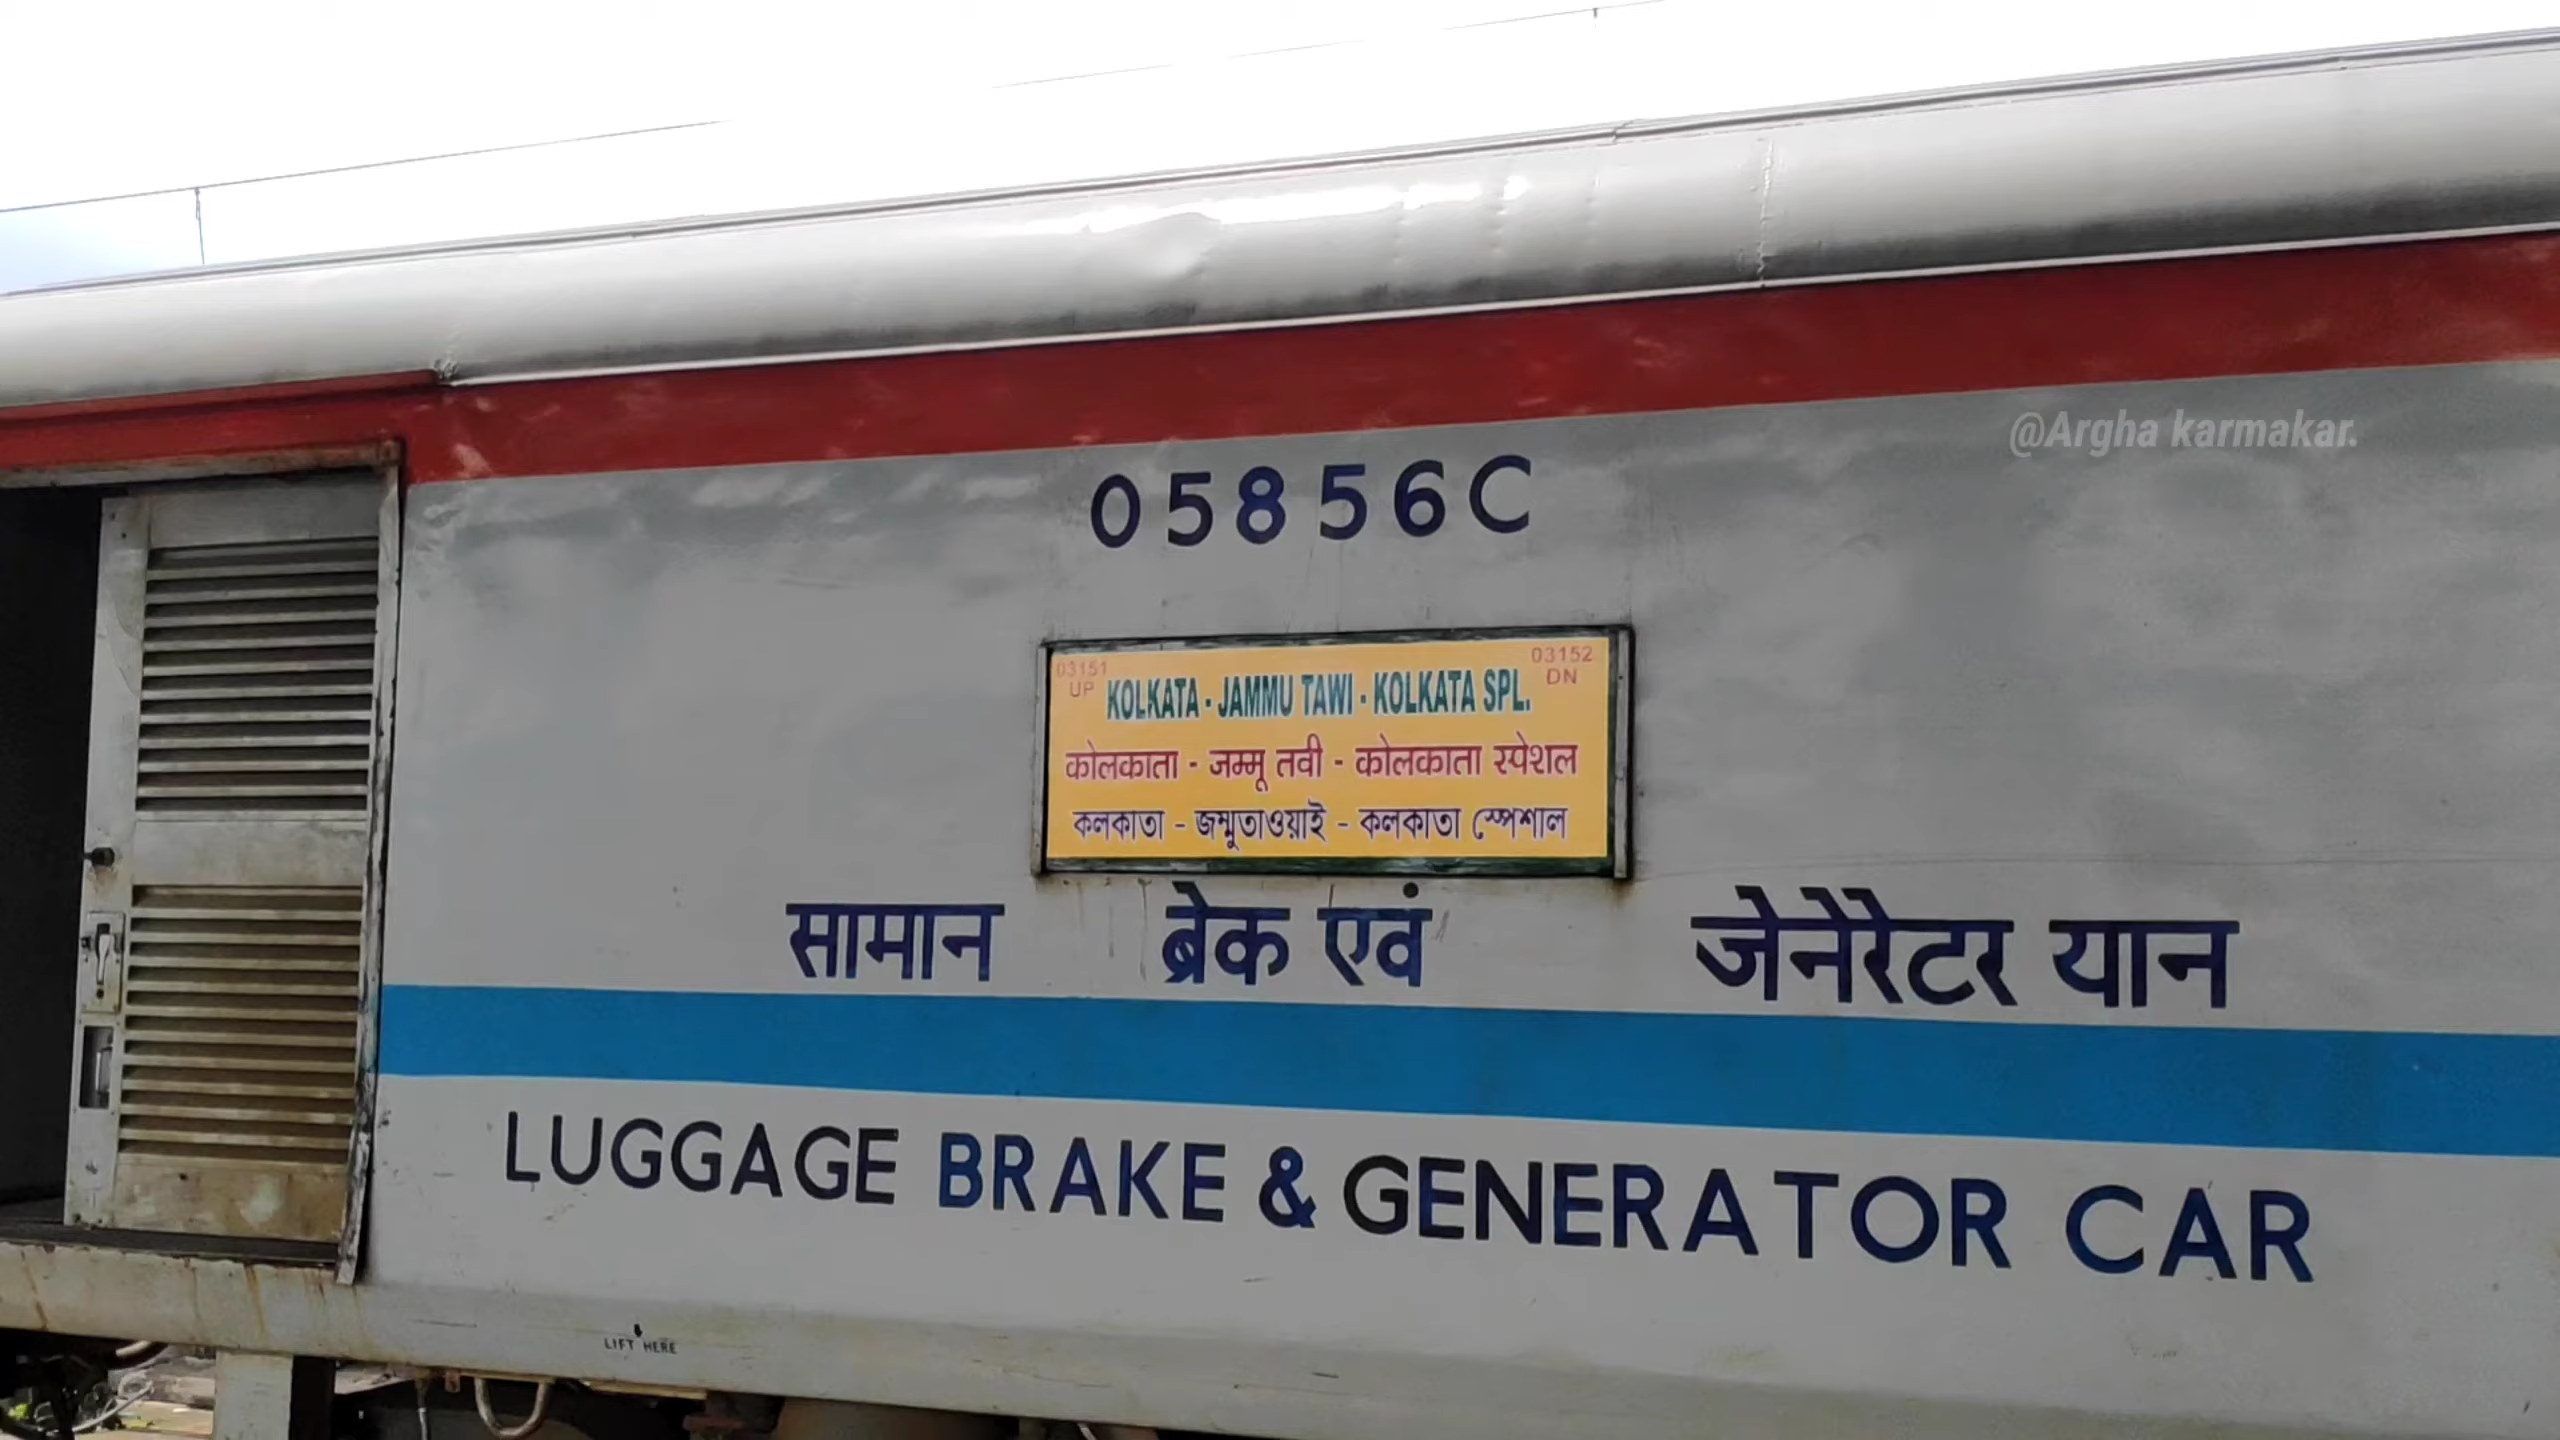 @Argha karmakar.
05856C
03151 UP
03152 DN
KOLKATA - JAMMU TAWI - KOLKATA SPL.
कोलकाता - जम्मू तवी - कोलकाता स्पेशल
কলকাতা - জম্মুতাওয়াই - কলকাতা স্পেশাল
सामान ब्रेक एवं जेनेरैटर यान
LUGGAGE BRAKE & GENERATOR CAR
LIFT HERE